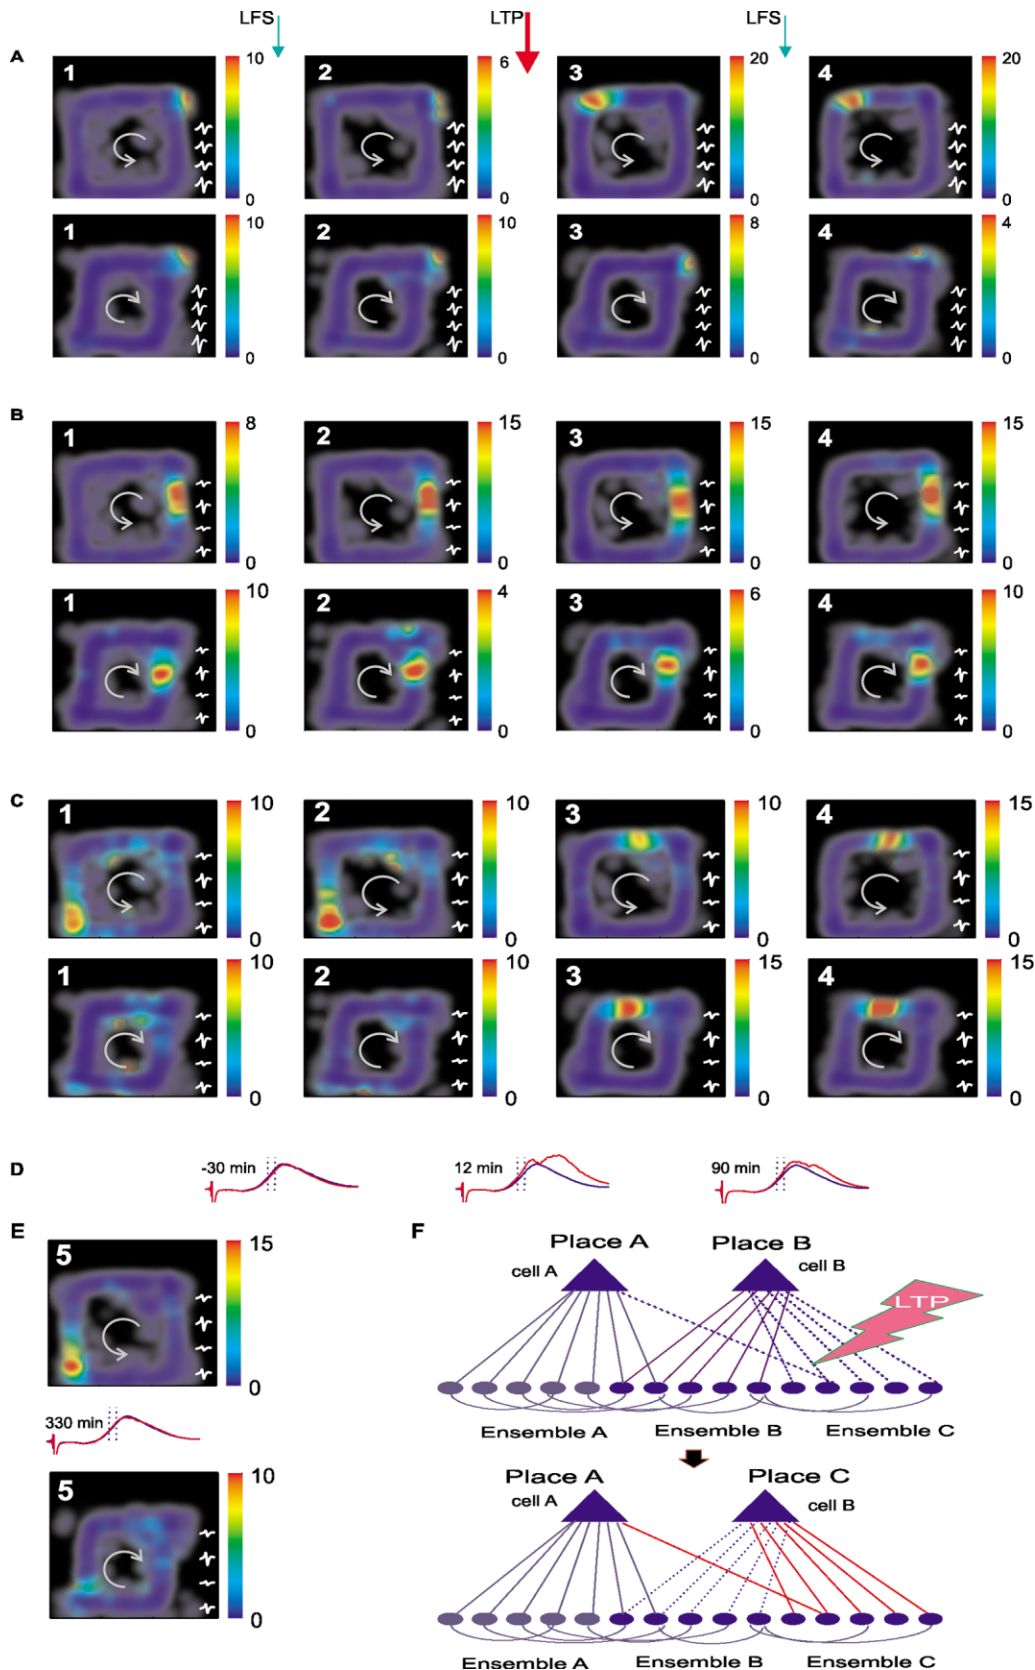 LFS LTP LFS
A
1 10 0 2 6 0 3 20 0 4 20 0
1 10 0 2 10 0 3 8 0 4 4 0
B
1 8 0 2 15 0 3 15 0 4 15 0
1 10 0 2 4 0 3 6 0 4 10 0
C
1 10 0 2 10 0 3 10 0 4 15 0
1 10 0 2 10 0 3 15 0 4 15 0
D
-30 min 12 min 90 min
E
5 15 0
330 min
5 10 0
F
Place A Place B
cell A cell B
LTP
Ensemble A Ensemble B Ensemble C
Place A Place C
cell A cell B
Ensemble A Ensemble B Ensemble C